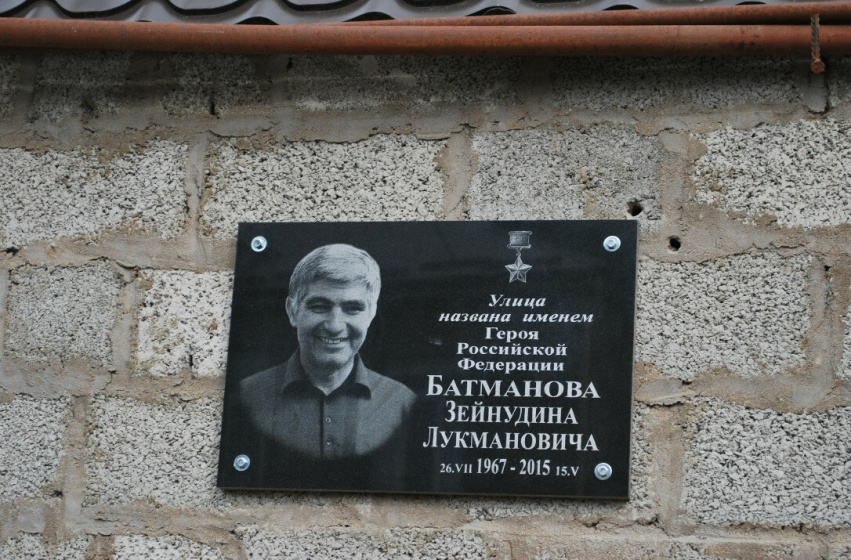 Улица
названа именем
Героя
Российской
Федерации
БАТМАНОВА
ЗЕЙНУДИНА
ЛУКМАНОВИЧА
26.VII 1967 - 2015 15.V